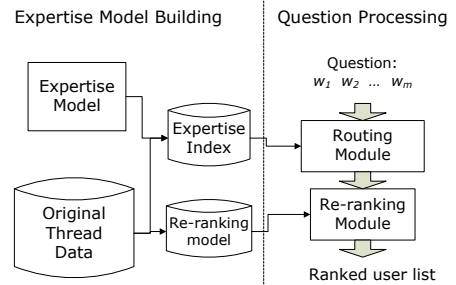 Expertise Model Building
Question Processing
Question:
w1 w2 … wm
Expertise
Model
Expertise
Index
Routing
Module
Original
Thread
Data
Re-ranking
model
Re-ranking
Module
Ranked user list